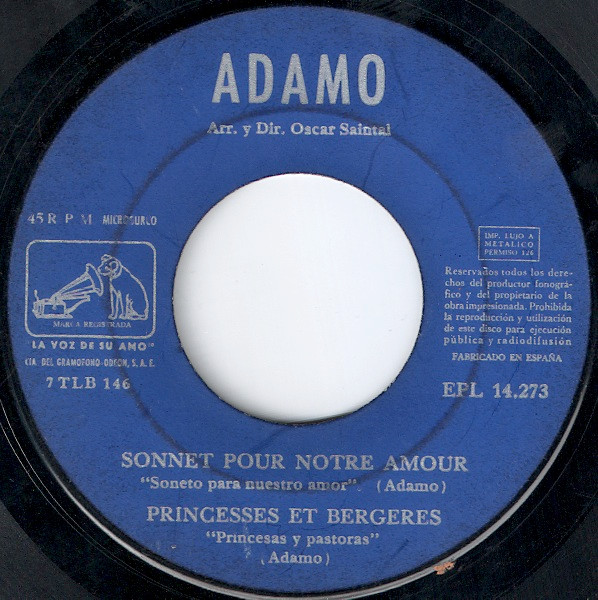 ADAMO
Arr. y Dir. Oscar Saintal
45 R P M MICROSURCO
IMP. LUJO A
METALICO
PERMISO 124
MARCA REGISTRADA
"LA VOZ DE SU AMO"
CIA. DEL GRAMOFONO-ODEON, S. A. E.
7 TLB 146
Reservados todos los dere-
chos del productor fonográ-
fico y del propietario de la
obra impresionada. Prohibida
la reproducción y utilización
de este disco para ejecución
pública y radiodifusión
FABRICADO EN ESPAÑA
EPL 14.273
SONNET POUR NOTRE AMOUR
"Soneto para nuestro amor" (Adamo)
PRINCESSES ET BERGERES
"Princesas y pastoras"
(Adamo)